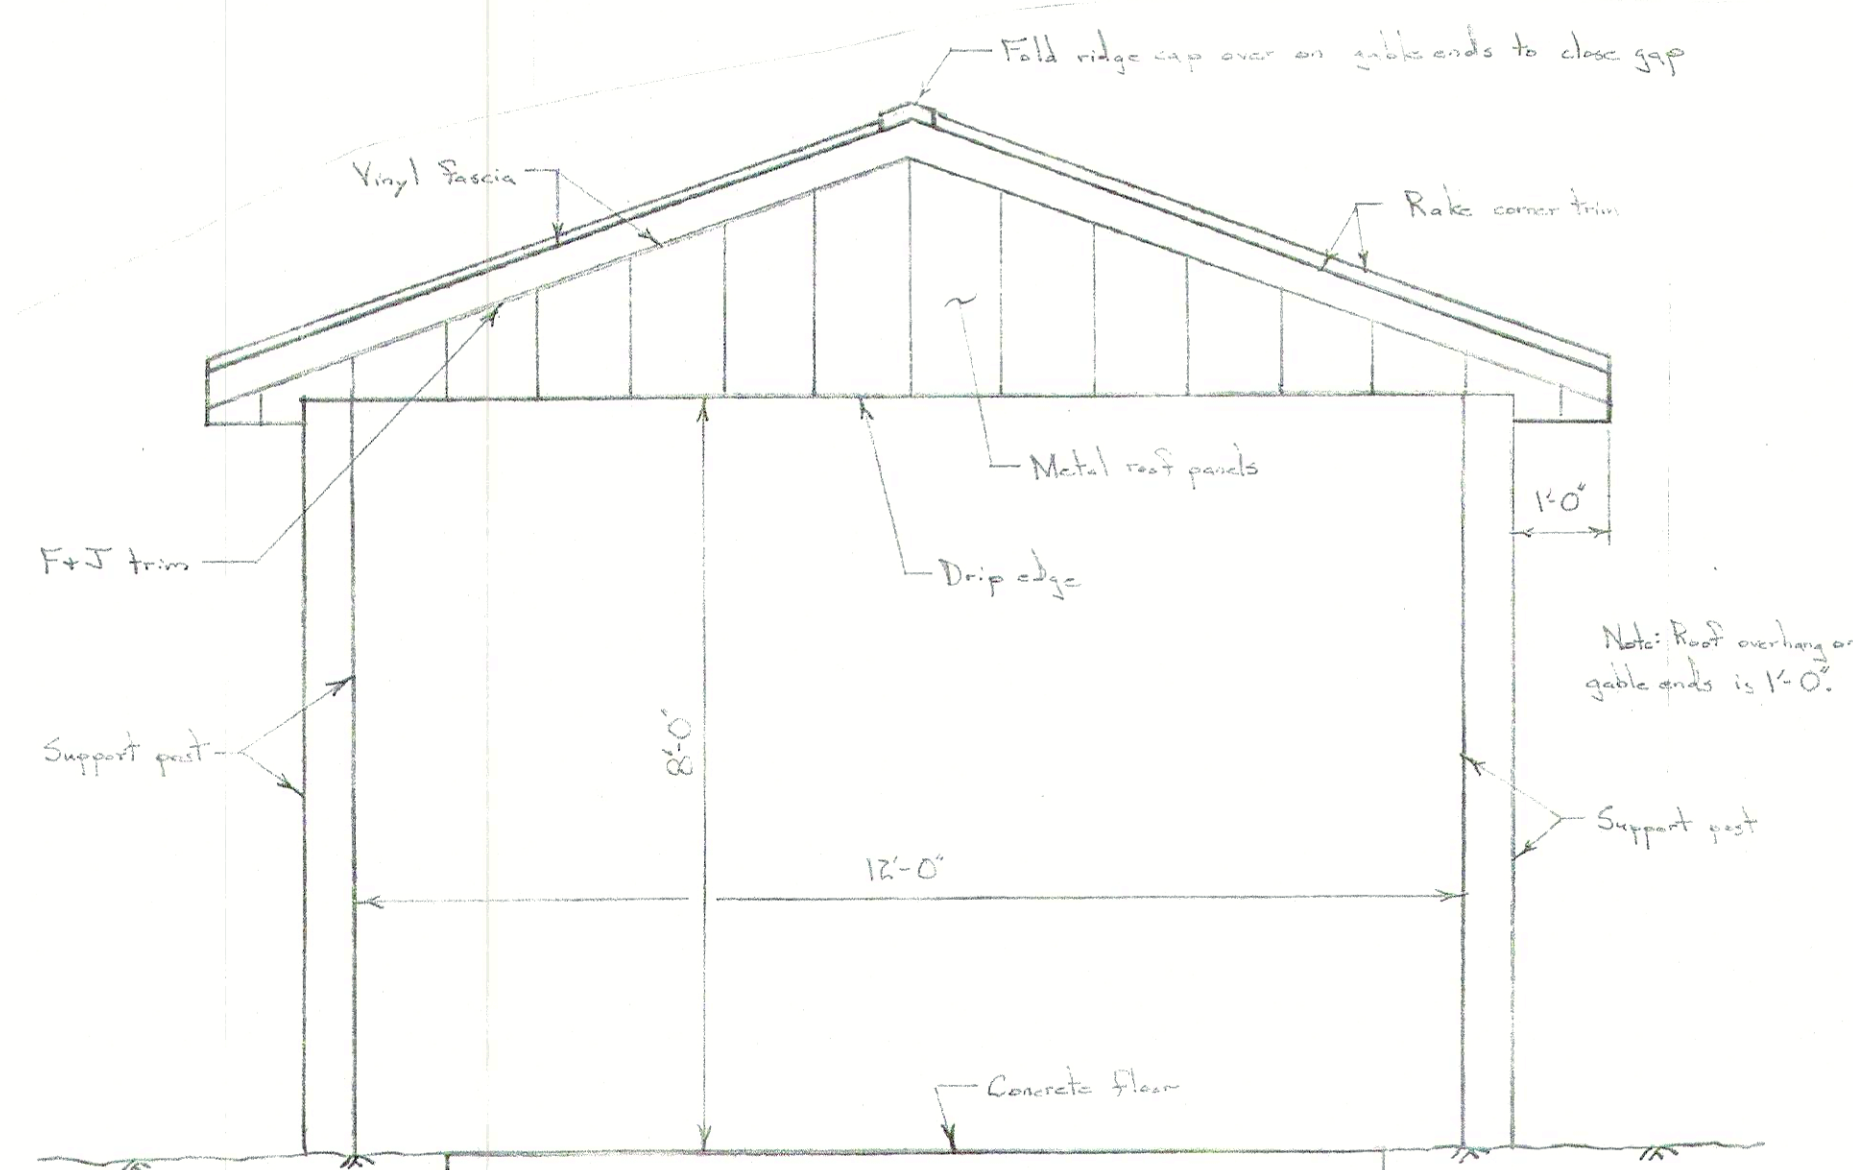 Fold ridge cap over on gable ends to close gap
Vinyl fascia
Rake corner trim
Metal roof panels
1'-0"
F+J trim
Drip edge
Note: Roof overhang on
gable ends is 1'-0".
8'-0"
Support post
Support post
12'-0"
Concrete floor